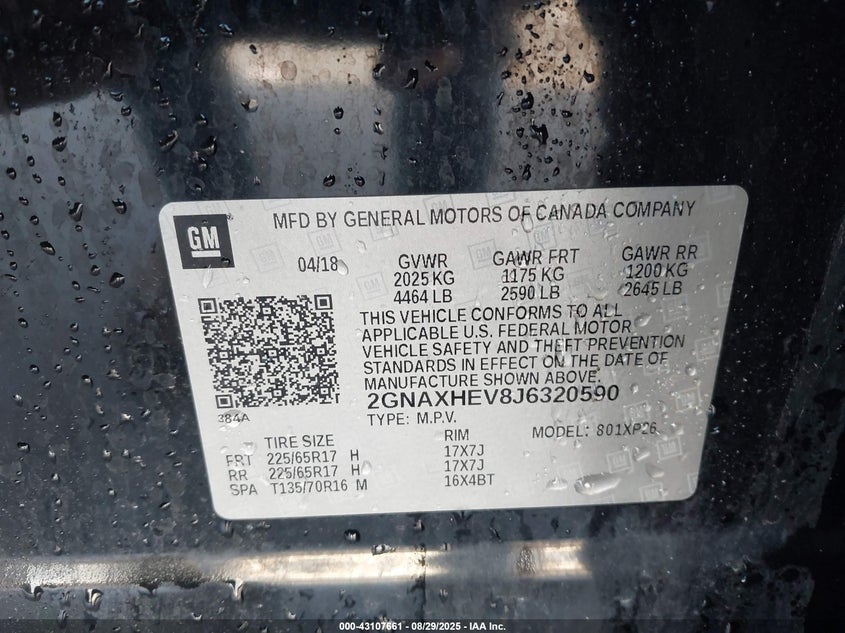 GM
MFD BY GENERAL MOTORS OF CANADA COMPANY
04/18 GVWR GAWR FRT GAWR RR
2025 KG 1175 KG 1200 KG
4464 LB 2590 LB 2645 LB
THIS VEHICLE CONFORMS TO ALL
APPLICABLE U.S. FEDERAL MOTOR
VEHICLE SAFETY AND THEFT PREVENTION
STANDARDS IN EFFECT ON THE DATE OF
MANUFACTURE SHOWN ABOVE.
2GNAXHEV8J6320590
384A
TYPE: M.P.V. MODEL: 801XP26
TIRE SIZE RIM
FRT 225/65R17 H 17X7J
RR 225/65R17 H 17X7J
SPA T135/70R16 M 16X4BT
000-43107661 - 08/29/2025 - IAA Inc.